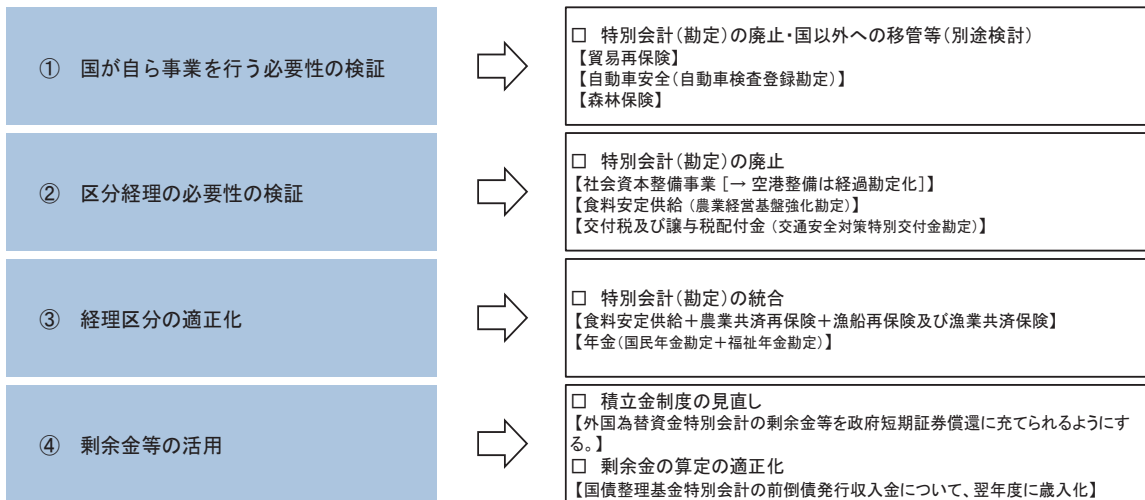 ① 国が自ら事業を行う必要性の検証
□ 特別会計(勘定)の廃止・国以外への移管等(別途検討)
【貿易再保険】
【自動車安全(自動車検査登録勘定)】
【森林保険】
② 区分経理の必要性の検証
□ 特別会計(勘定)の廃止
【社会資本整備事業 [→ 空港整備は経過勘定化]】
【食料安定供給 (農業経営基盤強化勘定)】
【交付税及び譲与税配付金 (交通安全対策特別交付金勘定)】
③ 経理区分の適正化
□ 特別会計(勘定)の統合
【食料安定供給+農業共済再保険+漁船再保険及び漁業共済保険】
【年金(国民年金勘定+福祉年金勘定)】
④ 剰余金等の活用
□ 積立金制度の見直し
【外国為替資金特別会計の剰余金等を政府短期証券償還に充てられるようにす
る。】
□ 剰余金の算定の適正化
【国債整理基金特別会計の前倒債発行収入金について、翌年度に歳入化】